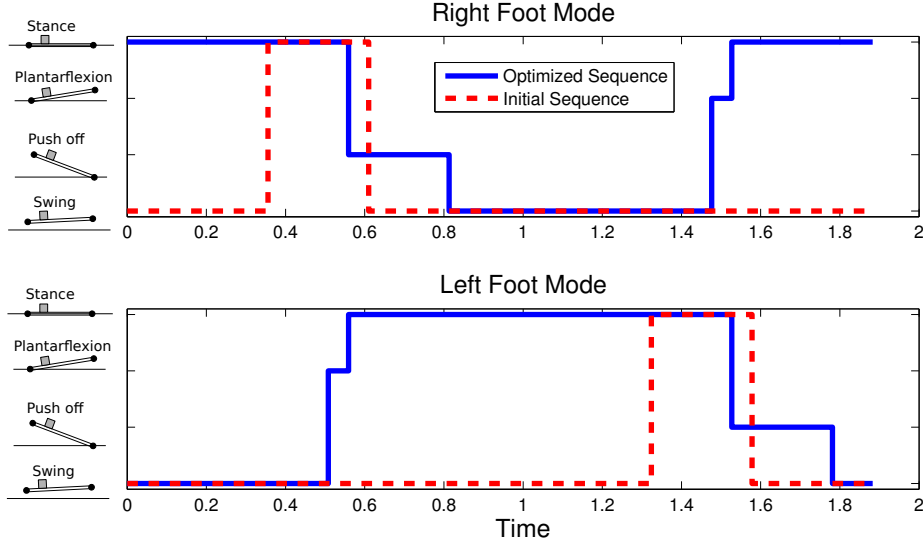 Right Foot Mode
Stance
Plantarflexion
Push off
Swing
Optimized Sequence
Initial Sequence
0 0.2 0.4 0.6 0.8 1 1.2 1.4 1.6 1.8 2
Left Foot Mode
Stance
Plantarflexion
Push off
Swing
0 0.2 0.4 0.6 0.8 1 1.2 1.4 1.6 1.8 2
Time